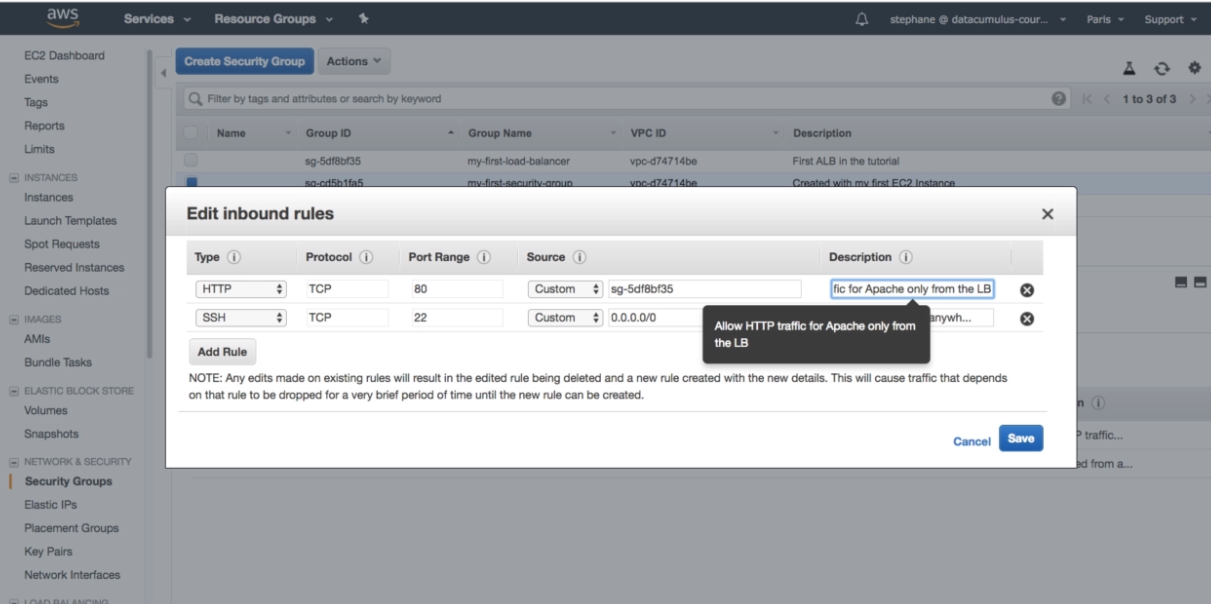 aws
Services
Resource Groups
stephane @ datacumulus-cour...
Paris
Support
EC2 Dashboard
Events
Tags
Reports
Limits
INSTANCES
Instances
Launch Templates
Spot Requests
Reserved Instances
Dedicated Hosts
IMAGES
AMIs
Bundle Tasks
ELASTIC BLOCK STORE
Volumes
Snapshots
NETWORK & SECURITY
Security Groups
Elastic IPs
Placement Groups
Key Pairs
Network Interfaces
LOAD BALANCING
Create Security Group
Actions
Filter by tags and attributes or search by keyword
1 to 3 of 3
Name Group ID Group Name VPC ID Description
sg-5df8bf35 my-first-load-balancer vpc-d74714be First ALB in the tutorial
sg-cd5b1fa5 my-first-security-group vpc-d74714be Created with my first EC2 Instance
Edit inbound rules
Type Protocol Port Range Source Description
HTTP TCP 80 Custom sg-5df8bf35 fic for Apache only from the LB
SSH TCP 22 Custom 0.0.0.0/0 anywh...
Allow HTTP traffic for Apache only from
the LB
Add Rule
NOTE: Any edits made on existing rules will result in the edited rule being deleted and a new rule created with the new details. This will cause traffic that depends
on that rule to be dropped for a very brief period of time until the new rule can be created.
Cancel
Save
n
P traffic...
ed from a...